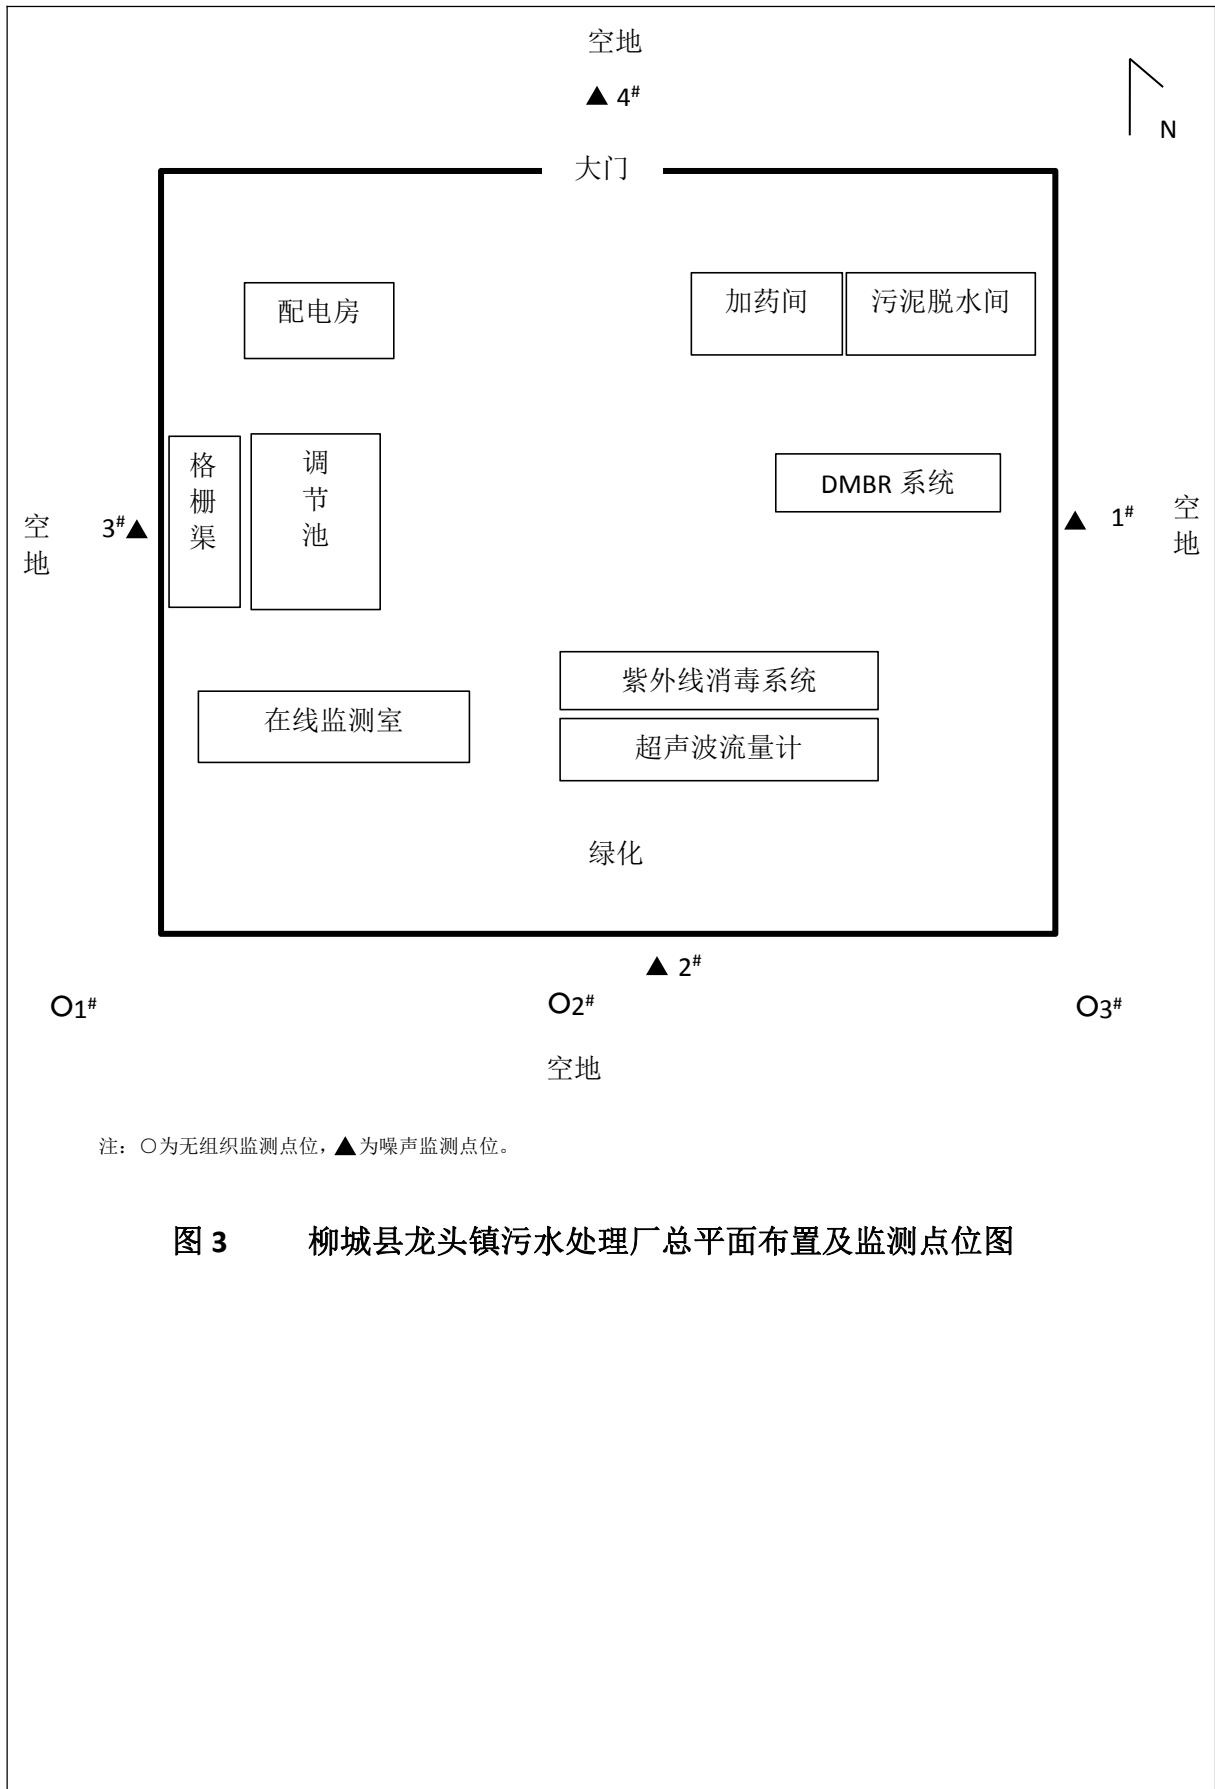 空地
▲ 4#
N
大门
配电房
加药间
污泥脱水间
格栅渠
调节池
DMBR 系统
空地
3#▲
▲ 1#
空地
紫外线消毒系统
在线监测室
超声波流量计
绿化
▲ 2#
○1#
○2#
○3#
空地
注：○为无组织监测点位，▲为噪声监测点位。
图 3 柳城县龙头镇污水处理厂总平面布置及监测点位图